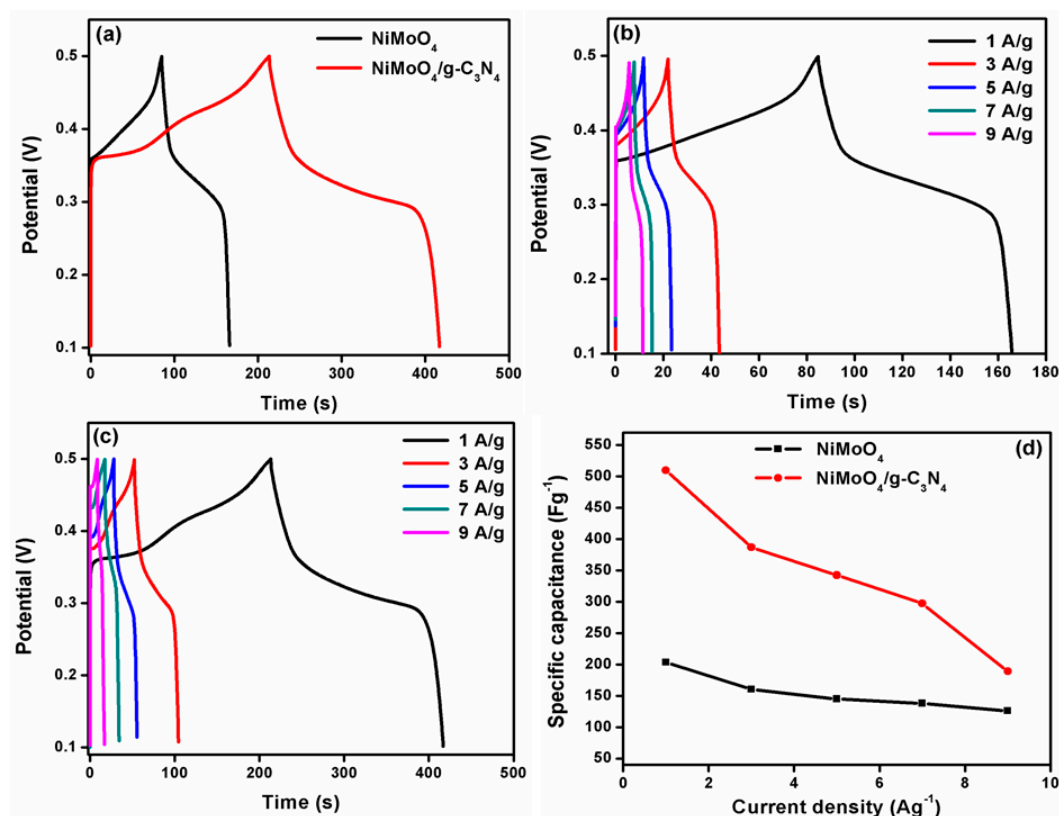 (a)
NiMoO₄
NiMoO₄/g-C₃N₄
0.5
0.4
0.3
0.2
0.1
Potential (V)
0
100
200
300
400
500
Time (s)
(b)
1 A/g
3 A/g
5 A/g
7 A/g
9 A/g
0.5
0.4
0.3
0.2
0.1
Potential (V)
0
20
40
60
80
100
120
140
160
180
Time (s)
(c)
1 A/g
3 A/g
5 A/g
7 A/g
9 A/g
0.5
0.4
0.3
0.2
0.1
Potential (V)
0
100
200
300
400
500
Time (s)
(d)
NiMoO₄
NiMoO₄/g-C₃N₄
550
500
450
400
350
300
250
200
150
100
50
Specific capacitance (Fg⁻¹)
0
2
4
6
8
10
Current density (Ag⁻¹)